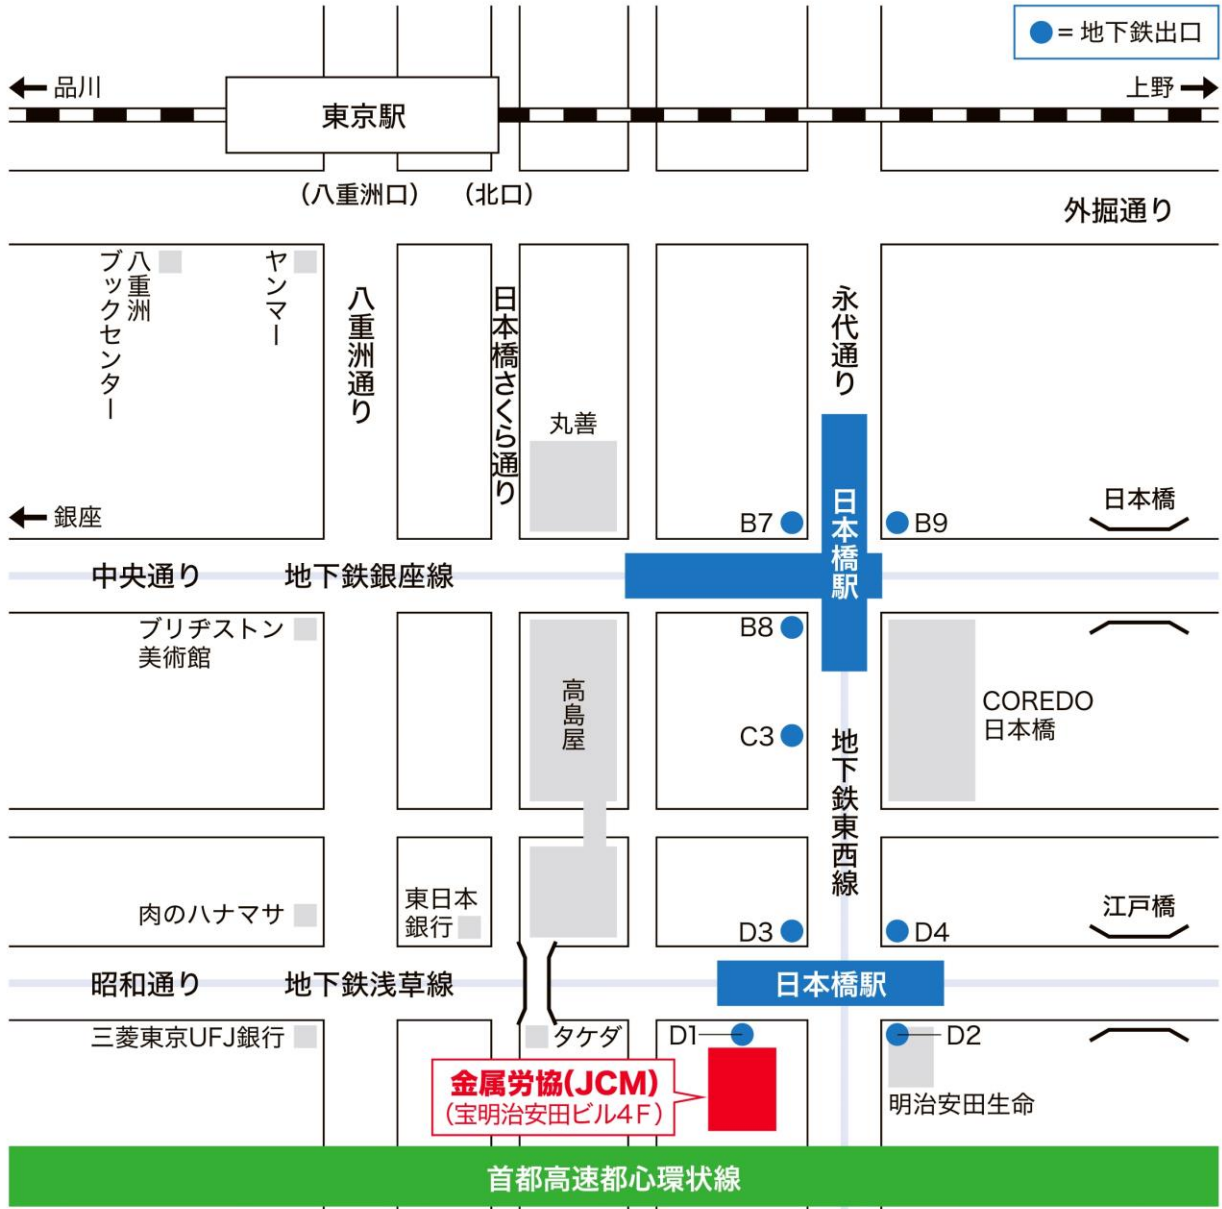 = 地下鉄出口
品川
上野
東京駅
（八重洲口）
（北口）
外掘通り
八重洲
ブックセンター
ヤンマー
八重洲通り
日本橋さくら通り
永代通り
丸善
銀座
B7
日本橋駅
B9
日本橋
中央通り
地下鉄銀座線
ブリヂストン
美術館
B8
高島屋
COREDO
日本橋
C3
地下鉄東西線
肉のハナマサ
東日本
銀行
D3
D4
江戸橋
昭和通り
地下鉄浅草線
日本橋駅
三菱東京UFJ銀行
タケダ
D1
D2
金属労協(JCM)
(宝明治安田ビル4F)
明治安田生命
首都高速都心環状線